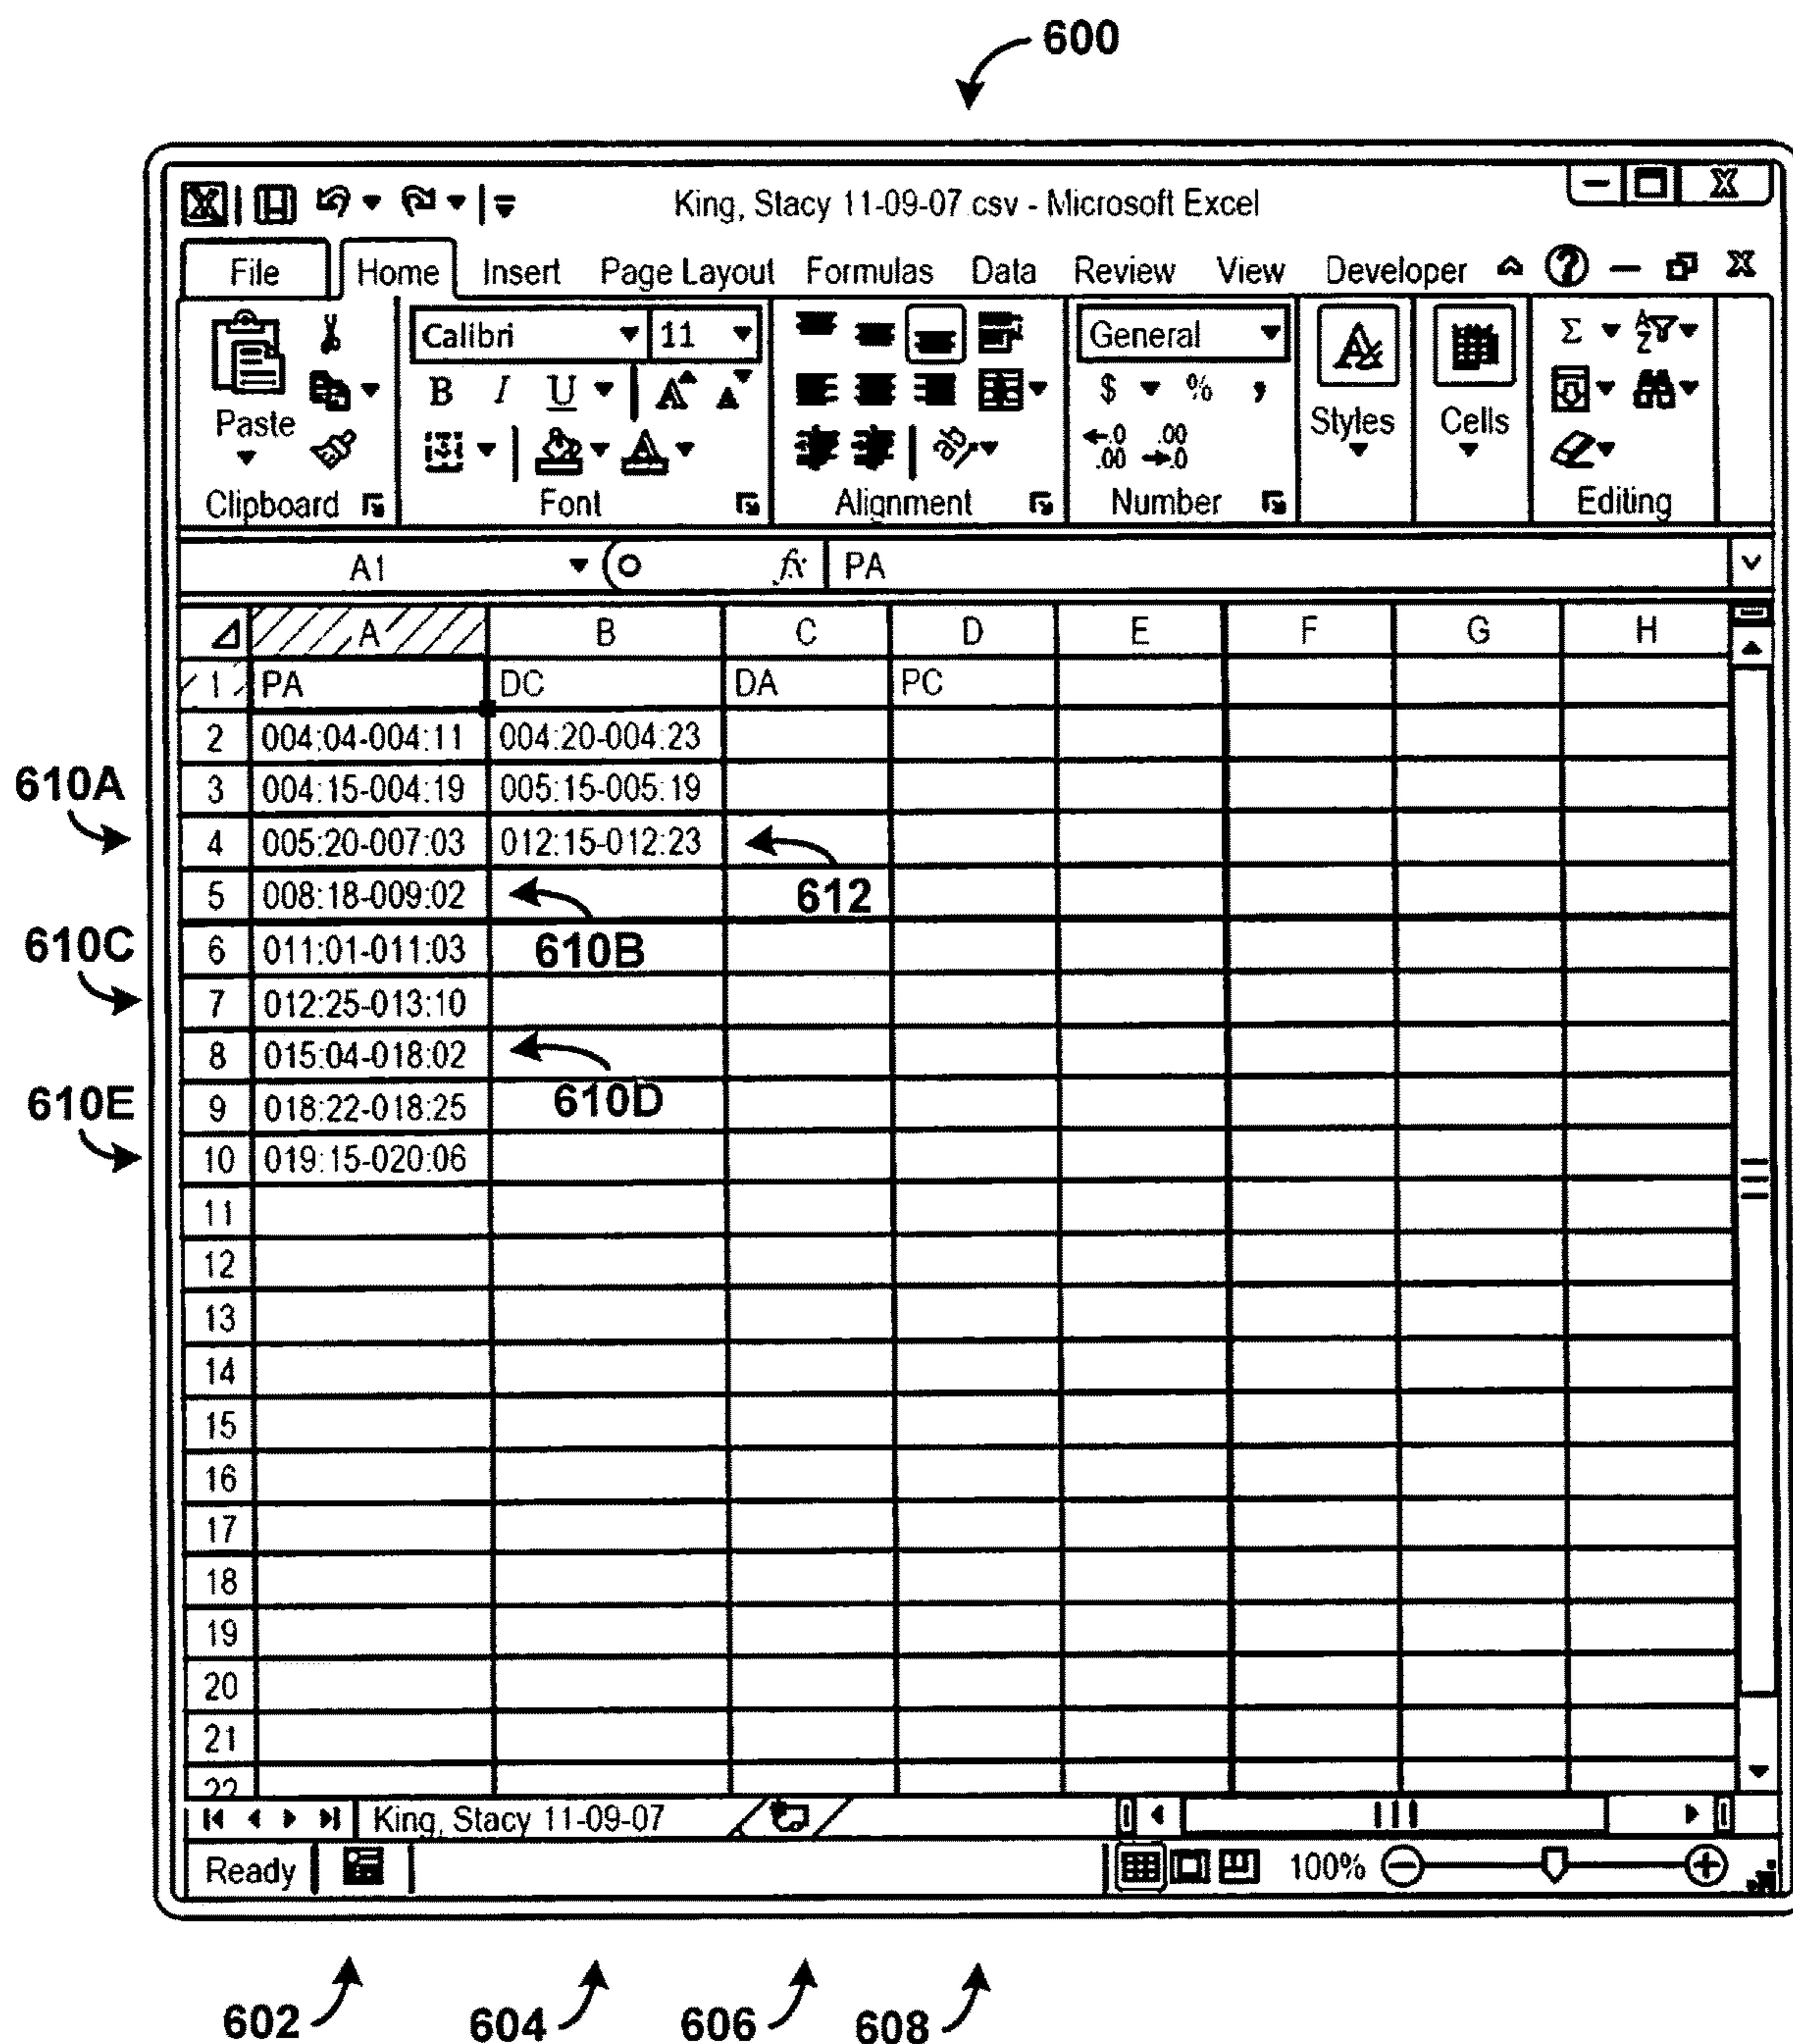 600
King, Stacy 11-09-07 csv - Microsoft Excel
File Home Insert Page Layout Formulas Data Review View Developer
Calibri 11 General
B I U A A $ % ,
Paste Styles Cells
Clipboard Font Alignment Number Editing
A1 fx PA
A B C D E F G H
1 PA DC DA PC
2 004:04-004:11 004:20-004:23
610A
3 004:15-004:19 005:15-005:19
4 005:20-007:03 012:15-012:23
5 008:18-009:02 612
610C
6 011:01-011:03 610B
7 012:25-013:10
8 015:04-018:02
610E
9 018:22-018:25 610D
10 019:15-020:06
11
12
13
14
15
16
17
18
19
20
21
22
King, Stacy 11-09-07
Ready 100%
602 604 606 608